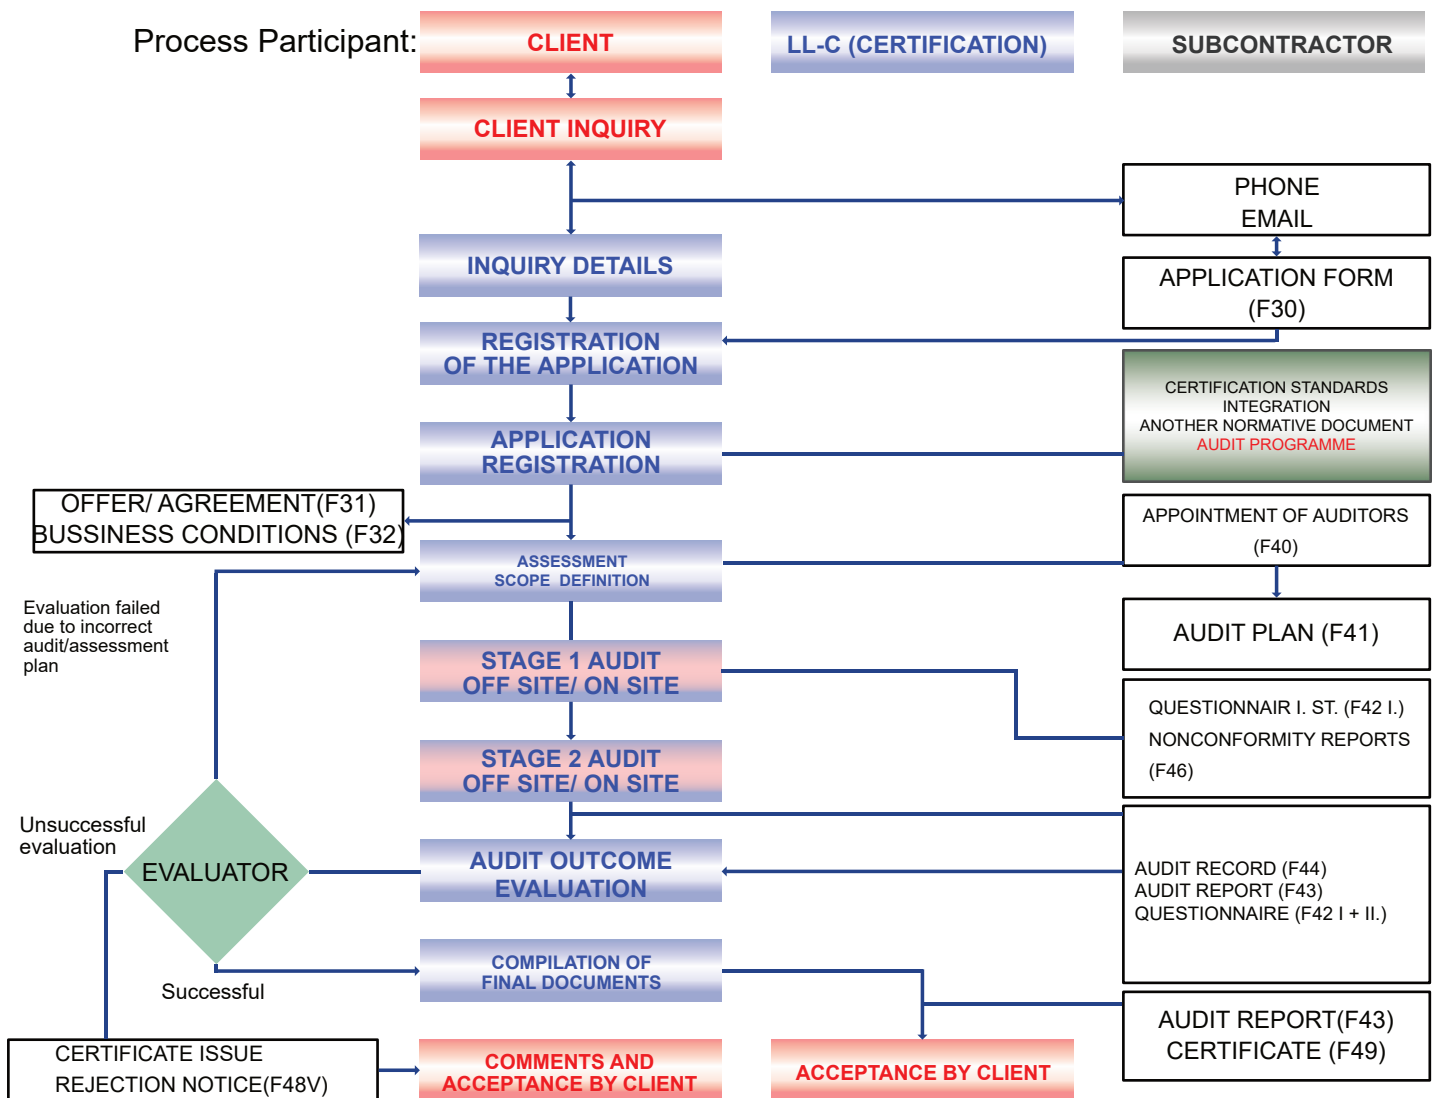 Process Participant:
CLIENT
LL-C (CERTIFICATION)
SUBCONTRACTOR
CLIENT INQUIRY
PHONE
EMAIL
INQUIRY DETAILS
APPLICATION FORM
(F30)
REGISTRATION
OF THE APPLICATION
CERTIFICATION STANDARDS
INTEGRATION
ANOTHER NORMATIVE DOCUMENT
AUDIT PROGRAMME
APPLICATION
REGISTRATION
OFFER/ AGREEMENT(F31)
BUSSINESS CONDITIONS (F32)
APPOINTMENT OF AUDITORS
(F40)
ASSESSMENT
SCOPE DEFINITION
Evaluation failed
due to incorrect
audit/assessment
plan
AUDIT PLAN (F41)
STAGE 1 AUDIT
OFF SITE/ ON SITE
QUESTIONNAIR I. ST. (F42 I.)
NONCONFORMITY REPORTS
(F46)
STAGE 2 AUDIT
OFF SITE/ ON SITE
Unsuccessful
evaluation
EVALUATOR
AUDIT OUTCOME
EVALUATION
AUDIT RECORD (F44)
AUDIT REPORT (F43)
QUESTIONNAIRE (F42 I + II.)
Successful
COMPILATION OF
FINAL DOCUMENTS
AUDIT REPORT(F43)
CERTIFICATE (F49)
CERTIFICATE ISSUE
REJECTION NOTICE(F48V)
COMMENTS AND
ACCEPTANCE BY CLIENT
ACCEPTANCE BY CLIENT